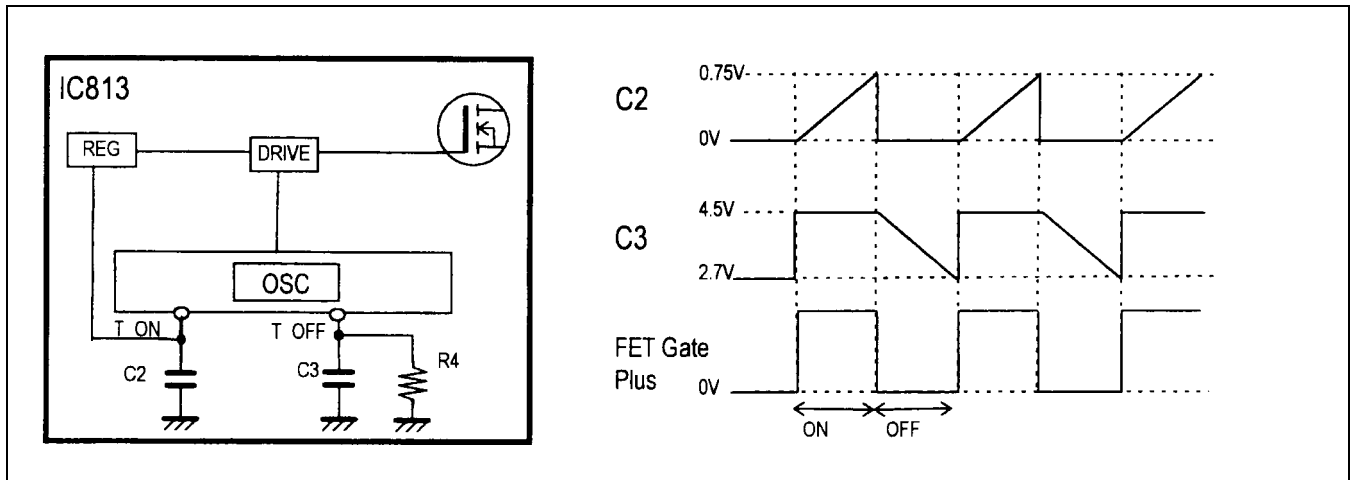 IC813
REG
DRIVE
OSC
T ON
T OFF
C2
C3
R4
C2
0.75V
0V
C3
4.5V
2.7V
FET Gate
Plus
0V
ON
OFF